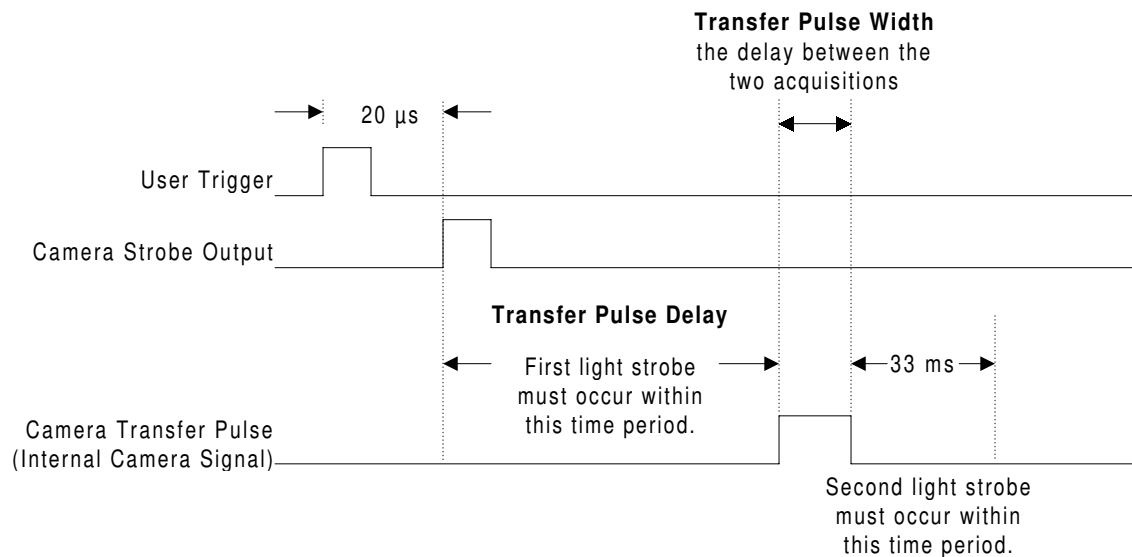 Transfer Pulse Width
the delay between the
two acquisitions
20 μs
User Trigger
Camera Strobe Output
Transfer Pulse Delay
First light strobe
must occur within
this time period.
33 ms
Camera Transfer Pulse
(Internal Camera Signal)
Second light strobe
must occur within
this time period.